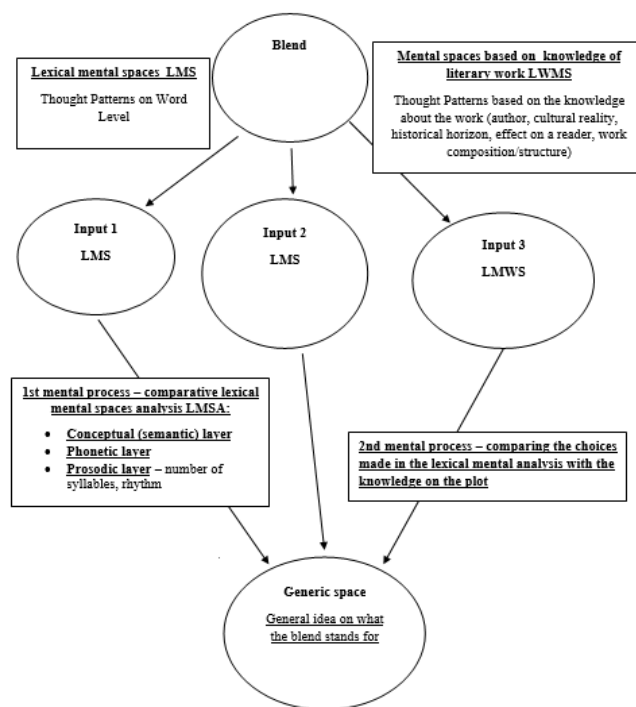 Blend
Lexical mental spaces LMS
Thought Patterns on Word
Level
Mental spaces based on knowledge of
literary work LWMS
Thought Patterns based on the knowledge
about the work (author, cultural reality,
historical horizon, effect on a reader, work
composition/structure)
Input 1
LMS
Input 2
LMS
Input 3
LMWS
1st mental process – comparative lexical
mental spaces analysis LMSA:
• Conceptual (semantic) layer
• Phonetic layer
• Prosodic layer – number of
syllables, rhythm
2nd mental process – comparing the choices
made in the lexical mental analysis with the
knowledge on the plot
Generic space
General idea on what
the blend stands for